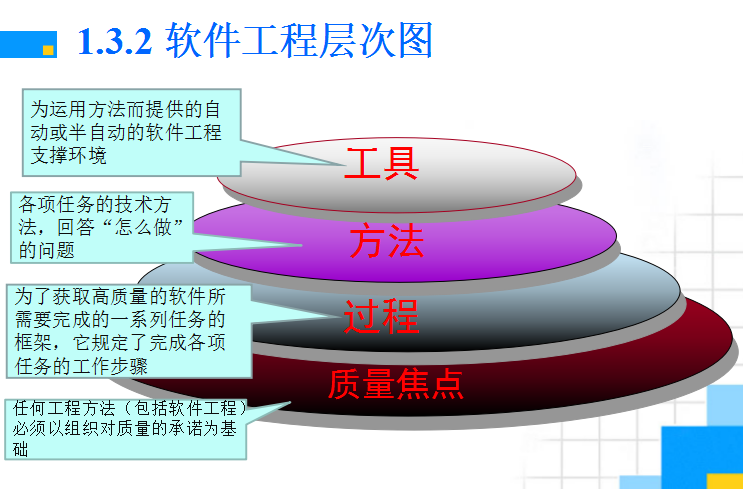 1.3.2 软件工程层次图
为运用方法而提供的自
动或半自动的软件工程
支撑环境
工具
各项任务的技术方
法，回答“怎么做”
的问题
方法
为了获取高质量的软件所
需要完成的一系列任务的
框架，它规定了完成各项
任务的工作步骤
过程
质量焦点
任何工程方法（包括软件工程）
必须以组织对质量的承诺为基
础